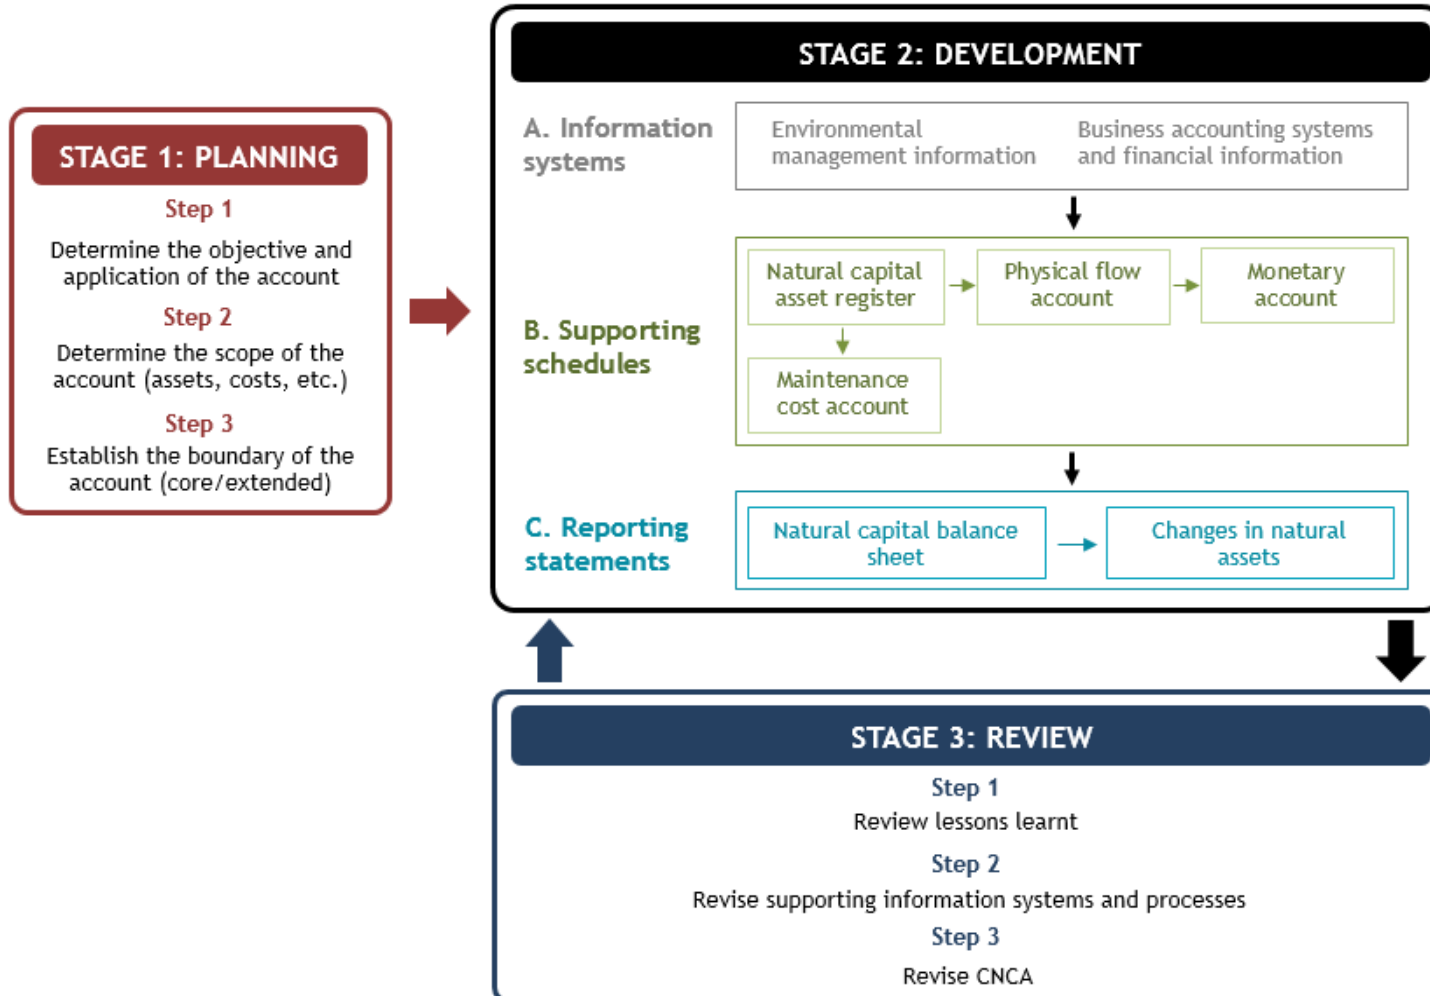 STAGE 1: PLANNING
Step 1
Determine the objective and
application of the account
Step 2
Determine the scope of the
account (assets, costs, etc.)
Step 3
Establish the boundary of the
account (core/extended)
STAGE 2: DEVELOPMENT
A. Information
systems
Environmental
management information
Business accounting systems
and financial information
B. Supporting
schedules
Natural capital
asset register
Physical flow
account
Monetary
account
Maintenance
cost account
C. Reporting
statements
Natural capital balance
sheet
Changes in natural
assets
STAGE 3: REVIEW
Step 1
Review lessons learnt
Step 2
Revise supporting information systems and processes
Step 3
Revise CNCA